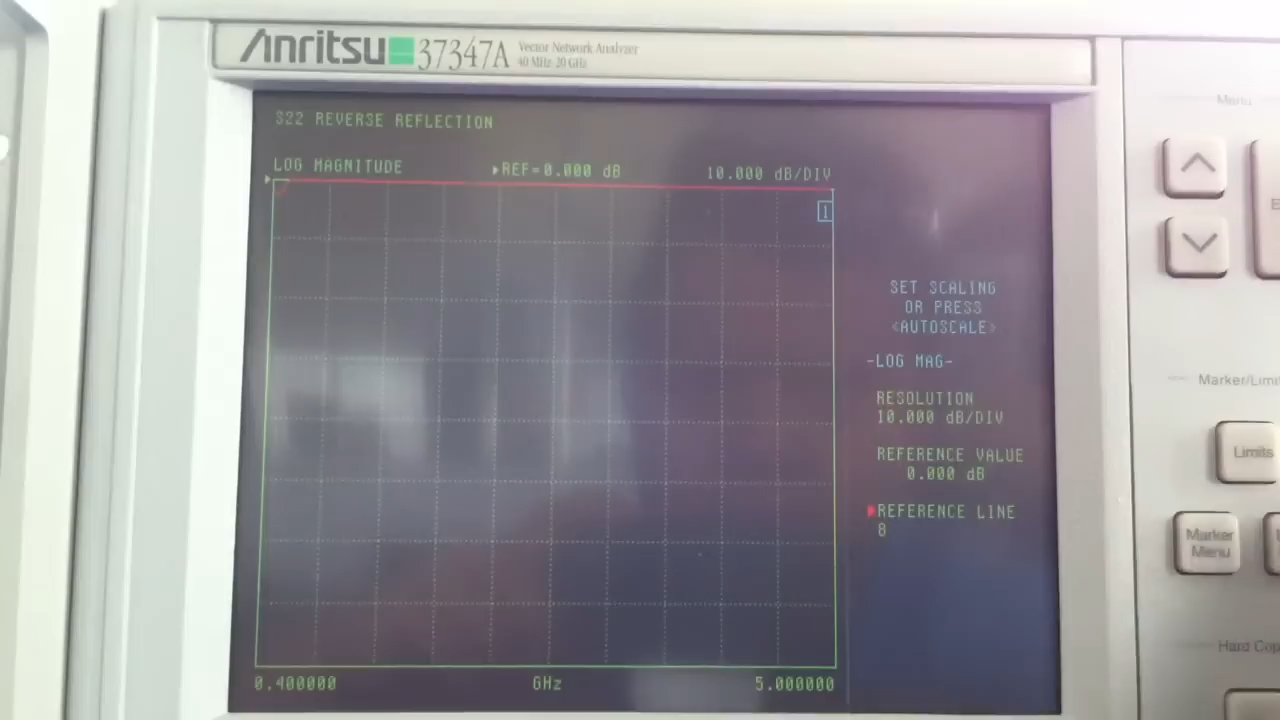 Anritsu 37347A Vector Network Analyzer
40 MHz 20 GHz
S22 REVERSE REFLECTION
LOG MAGNITUDE ▸REF=0.000 dB 10.000 dB/DIV
1
SET SCALING
OR PRESS
<AUTOSCALE>
-LOG MAG-
RESOLUTION
10.000 dB/DIV
REFERENCE VALUE
0.000 dB
REFERENCE LINE
8
0.400000 GHz 5.000000
Menu
Marker/Limit
Limits
Marker
Menu
Hard Cop